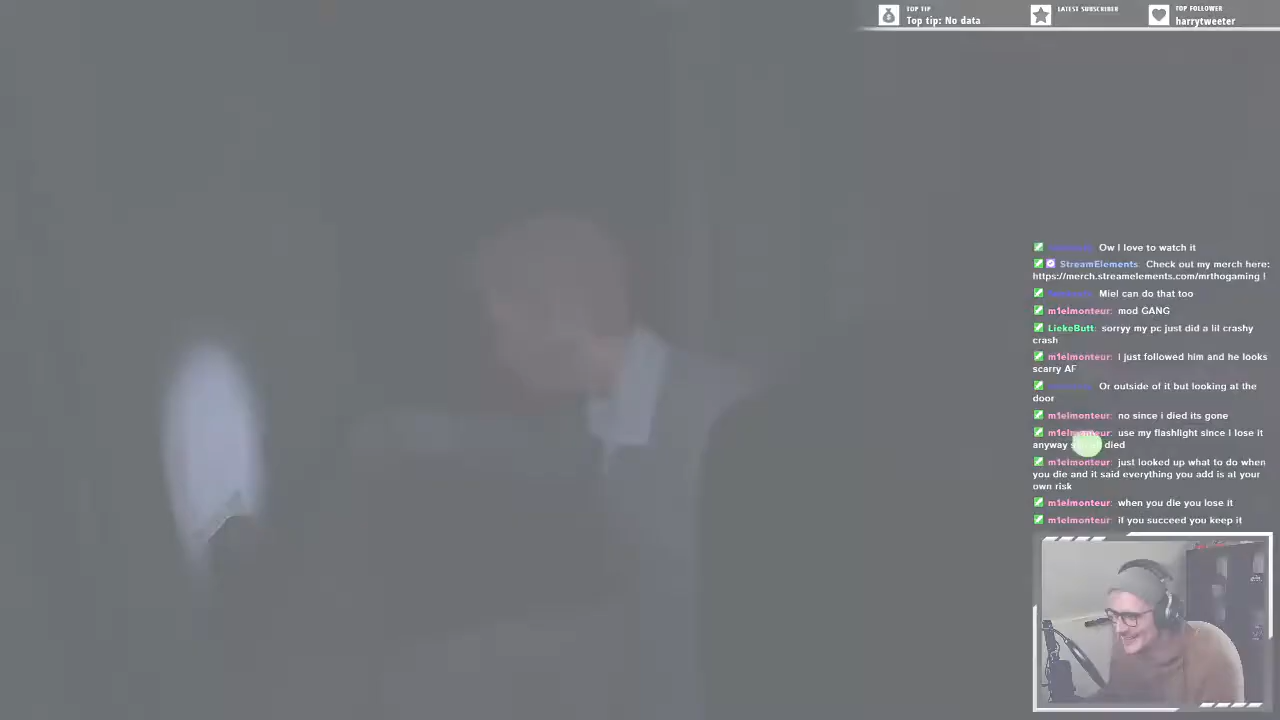 TOP TIP
Top tip: No data
LATEST SUBSCRIBER
TOP FOLLOWER
harrytweeter
Ow I love to watch it
StreamElements Check out my merch here:
https://merch.streamelements.com/mrthogaming !
Miel can do that too
m1elmonteur: mod GANG
LiekeButt: sorryy my pc just did a lil crashy
crash
m1elmonteur: I just followed him and he looks
scarry AF
Or outside of it but looking at the
door
m1elmonteur: no since i died its gone
m1elmonteur: use my flashlight since I lose it
anyway died
m1elmonteur: just looked up what to do when
you die and it said everything you add is at your
own risk
m1elmonteur: when you die you lose it
m1elmonteur: if you succeed you keep it